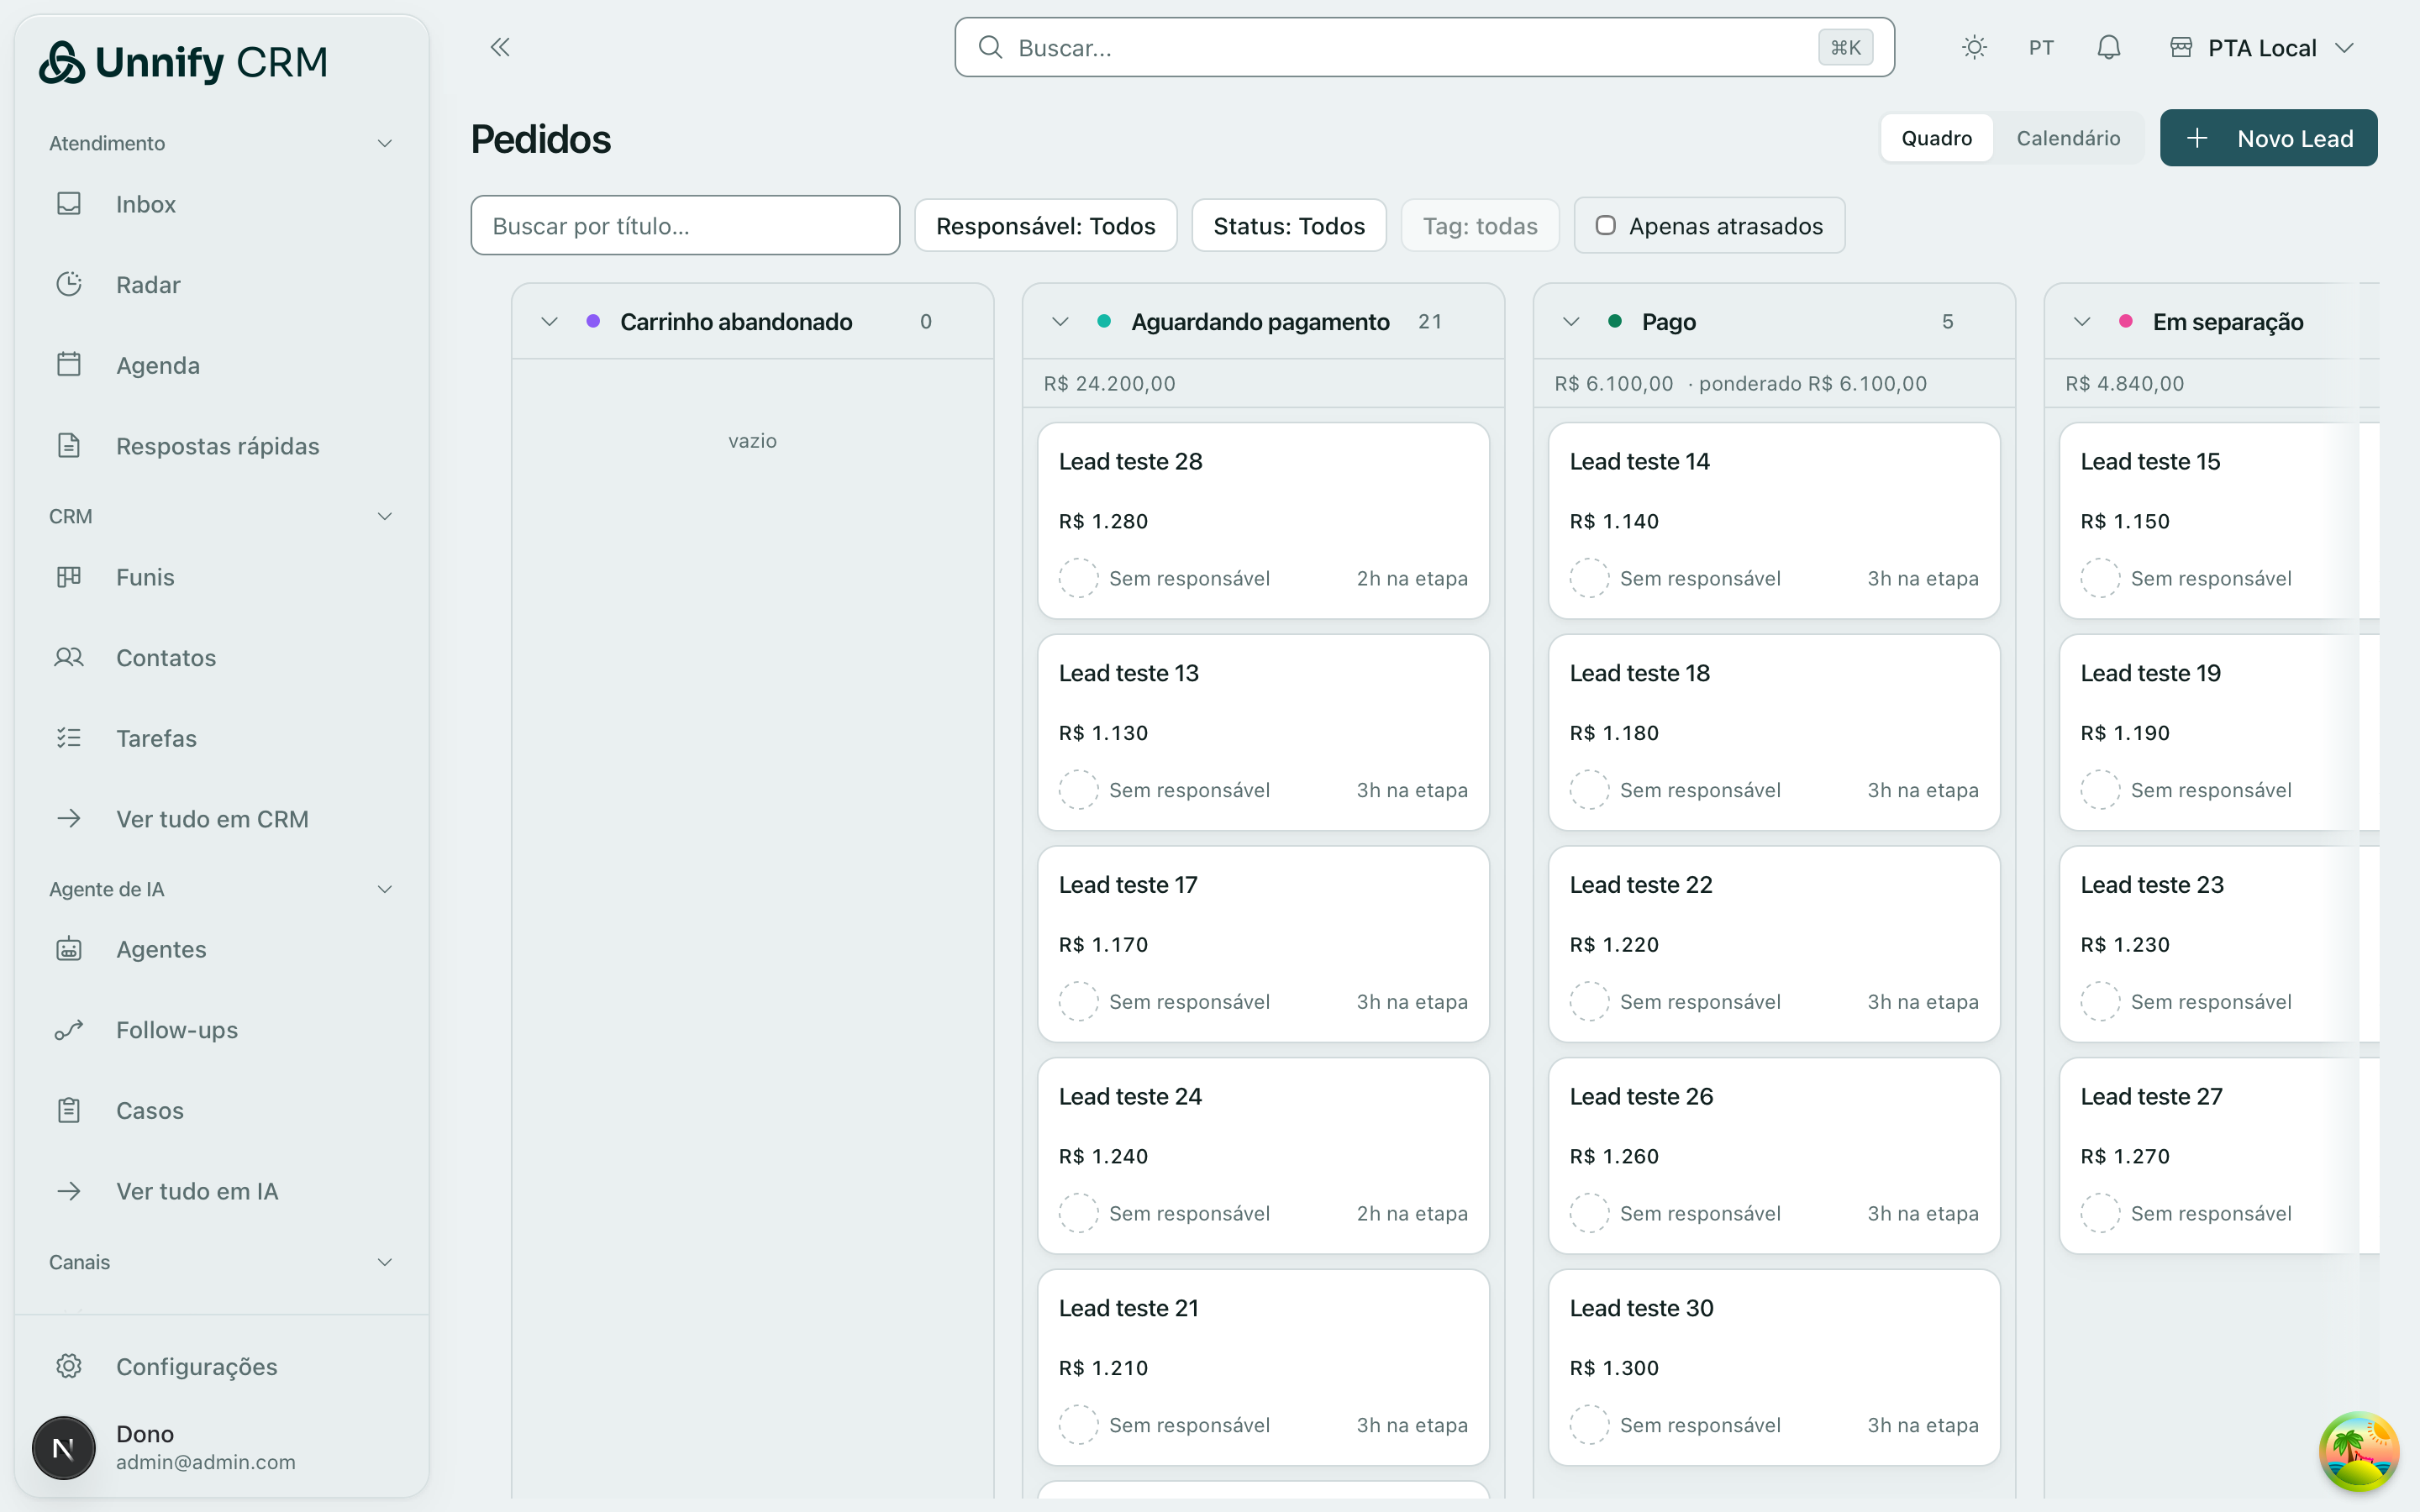 Unnify CRM
Buscar...
⌘K
PT
PTA Local
Atendimento
Inbox
Radar
Agenda
Respostas rápidas
CRM
Funis
Contatos
Tarefas
Ver tudo em CRM
Agente de IA
Agentes
Follow-ups
Casos
Ver tudo em IA
Canais
Configurações
N
Dono
admin@admin.com
Pedidos
Quadro
Calendário
Novo Lead
Buscar por título...
Responsável: Todos
Status: Todos
Tag: todas
Apenas atrasados
Carrinho abandonado 0
vazio
Aguardando pagamento 21
R$ 24.200,00
Lead teste 28
R$ 1.280
Sem responsável 2h na etapa
Lead teste 13
R$ 1.130
Sem responsável 3h na etapa
Lead teste 17
R$ 1.170
Sem responsável 3h na etapa
Lead teste 24
R$ 1.240
Sem responsável 2h na etapa
Lead teste 21
R$ 1.210
Sem responsável 3h na etapa
Pago 5
R$ 6.100,00 · ponderado R$ 6.100,00
Lead teste 14
R$ 1.140
Sem responsável 3h na etapa
Lead teste 18
R$ 1.180
Sem responsável 3h na etapa
Lead teste 22
R$ 1.220
Sem responsável 3h na etapa
Lead teste 26
R$ 1.260
Sem responsável 3h na etapa
Lead teste 30
R$ 1.300
Sem responsável 3h na etapa
Em separação
R$ 4.840,00
Lead teste 15
R$ 1.150
Sem responsável
Lead teste 19
R$ 1.190
Sem responsável
Lead teste 23
R$ 1.230
Sem responsável
Lead teste 27
R$ 1.270
Sem responsável